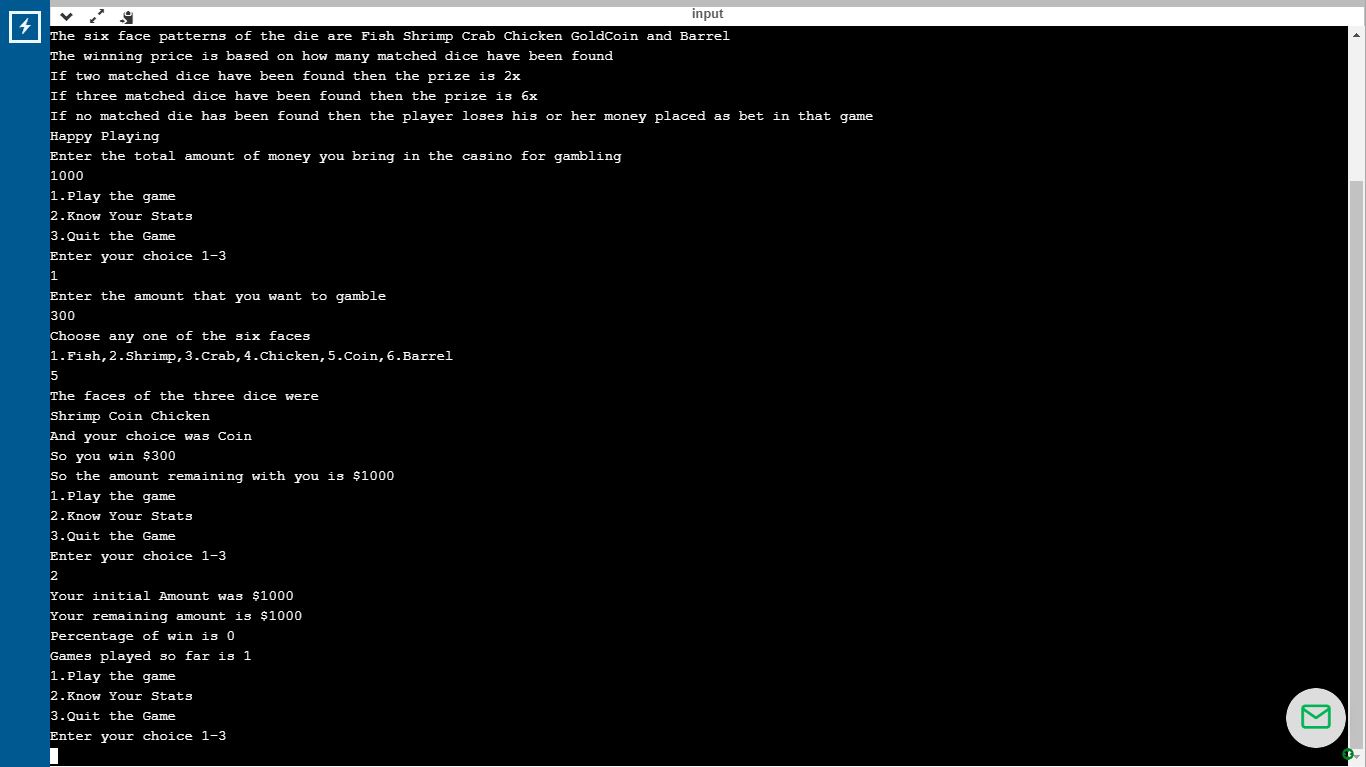 input
The six face patterns of the die are Fish Shrimp Crab Chicken GoldCoin and Barrel
The winning price is based on how many matched dice have been found
If two matched dice have been found then the prize is 2x
If three matched dice have been found then the prize is 6x
If no matched die has been found then the player loses his or her money placed as bet in that game
Happy Playing
Enter the total amount of money you bring in the casino for gambling
1000
1.Play the game
2.Know Your Stats
3.Quit the Game
Enter your choice 1-3
1
Enter the amount that you want to gamble
300
Choose any one of the six faces
1.Fish,2.Shrimp,3.Crab,4.Chicken,5.Coin,6.Barrel
5
The faces of the three dice were
Shrimp Coin Chicken
And your choice was Coin
So you win $300
So the amount remaining with you is $1000
1.Play the game
2.Know Your Stats
3.Quit the Game
Enter your choice 1-3
2
Your initial Amount was $1000
Your remaining amount is $1000
Percentage of win is 0
Games played so far is 1
1.Play the game
2.Know Your Stats
3.Quit the Game
Enter your choice 1-3